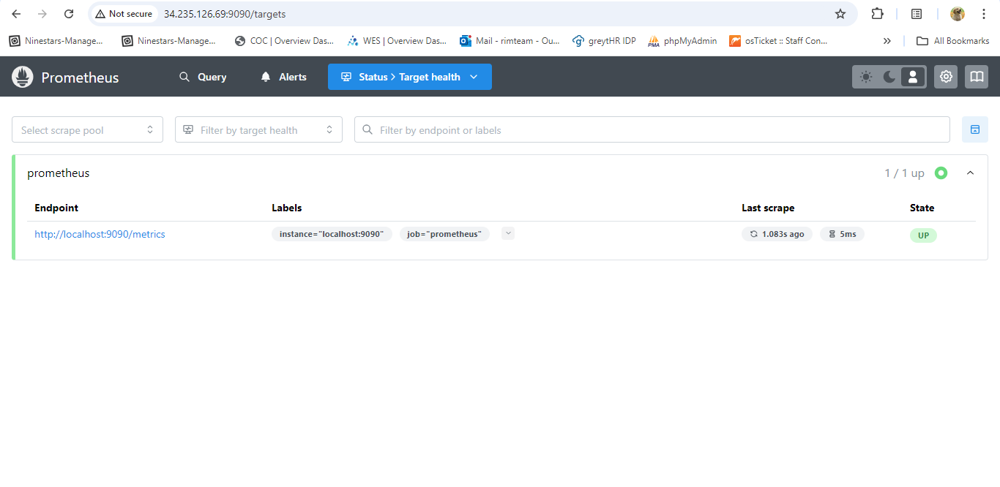 Not secure 34.235.126.69:9090/targets
Ninestars-Manage... Ninestars-Manage... COC | Overview Das... WES | Overview Das... Mail - rimteam - Ou... greytHR IDP phpMyAdmin osTicket :: Staff Con... » All Bookmarks
Prometheus Query Alerts Status > Target health
Select scrape pool Filter by target health Filter by endpoint or labels
prometheus 1 / 1 up
Endpoint Labels Last scrape State
http://localhost:9090/metrics instance="localhost:9090" job="prometheus" 1.083s ago 5ms UP